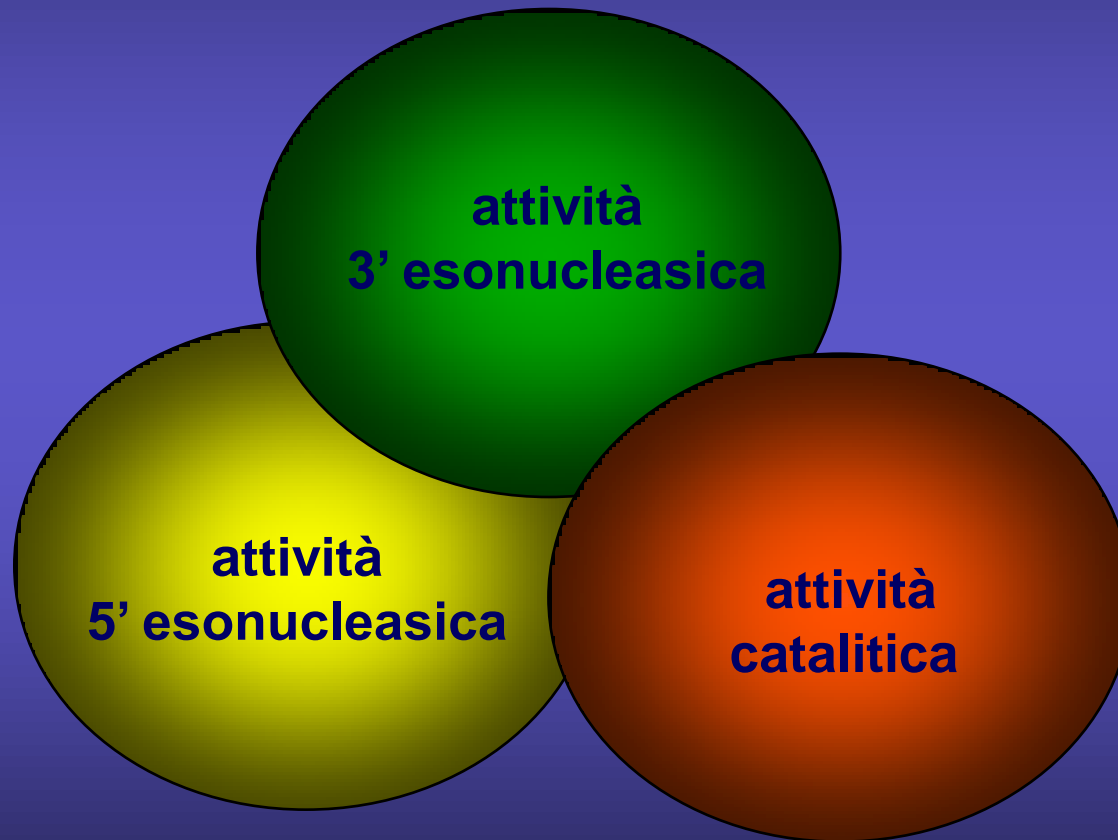 attività
3’ esonucleasica
attività
5’ esonucleasica
attività
catalitica